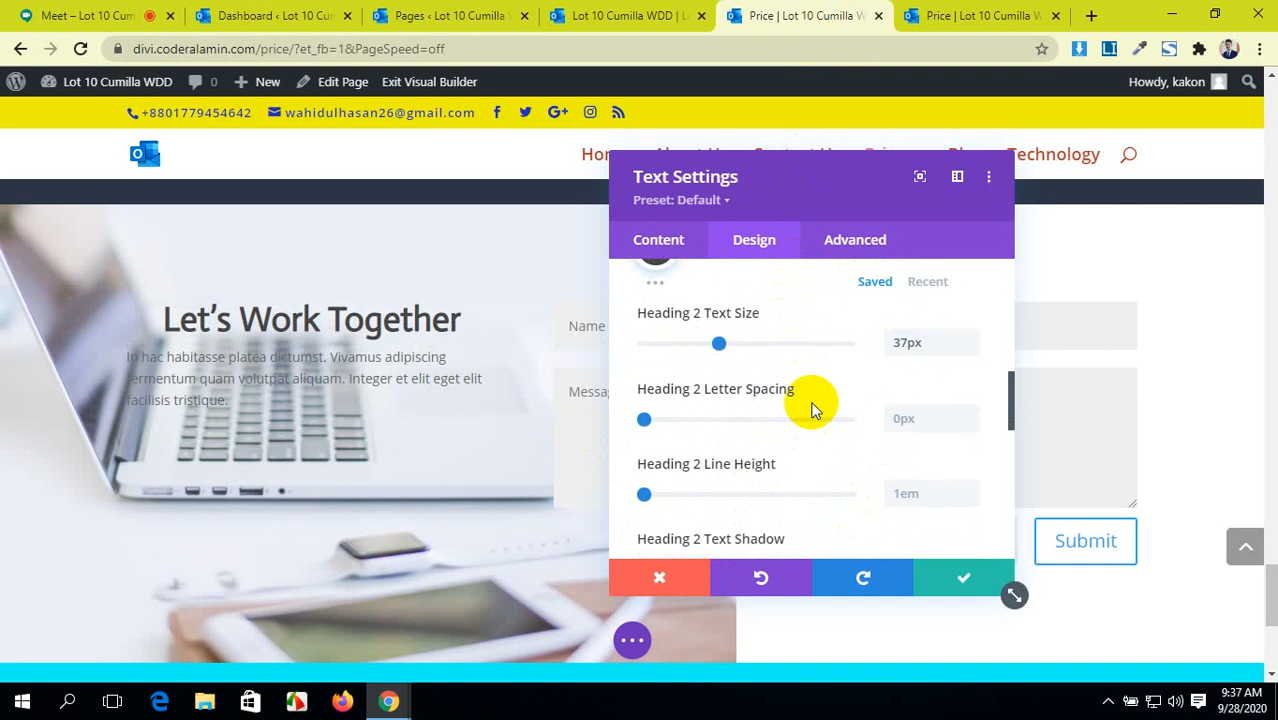 Meet – Lot 10 Cum
Dashboard ‹ Lot 10 Cu
Pages ‹ Lot 10 Cumilla
Lot 10 Cumilla WDD | L
Price | Lot 10 Cumilla W
Price | Lot 10 Cumilla W
divi.coderalamin.com/price/?et_fb=1&PageSpeed=off
Lot 10 Cumilla WDD
0
New
Edit Page
Exit Visual Builder
Howdy, kakon
+8801779454642
wahidulhasan26@gmail.com
Technology
Text Settings
Preset: Default
Content
Design
Advanced
Saved
Recent
Heading 2 Text Size
37px
Heading 2 Letter Spacing
0px
Heading 2 Line Height
1em
Heading 2 Text Shadow
Let's Work Together
In hac habitasse platea dictumst. Vivamus adipiscing
fermentum quam volutpat aliquam. Integer et elit eget elit
facilisis tristique.
Name
Messag
Submit
9:37 AM
9/28/2020